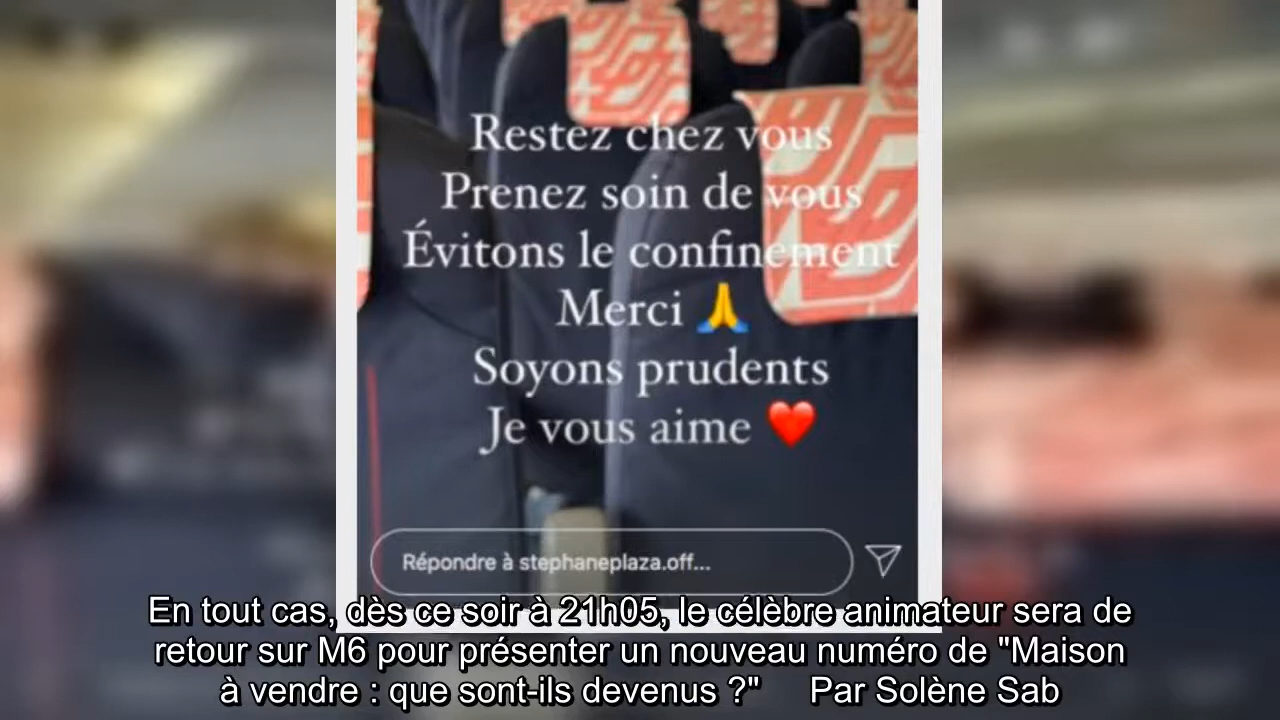 Restez chez vous
Prenez soin de vous
Évitons le confinement
Merci 🙏
Soyons prudents
Je vous aime ❤️
Répondre à stephaneplaza.off...
En tout cas, dès ce soir à 21h05, le célèbre animateur sera de
retour sur M6 pour présenter un nouveau numéro de "Maison
à vendre : que sont-ils devenus ?" Par Solène Sab